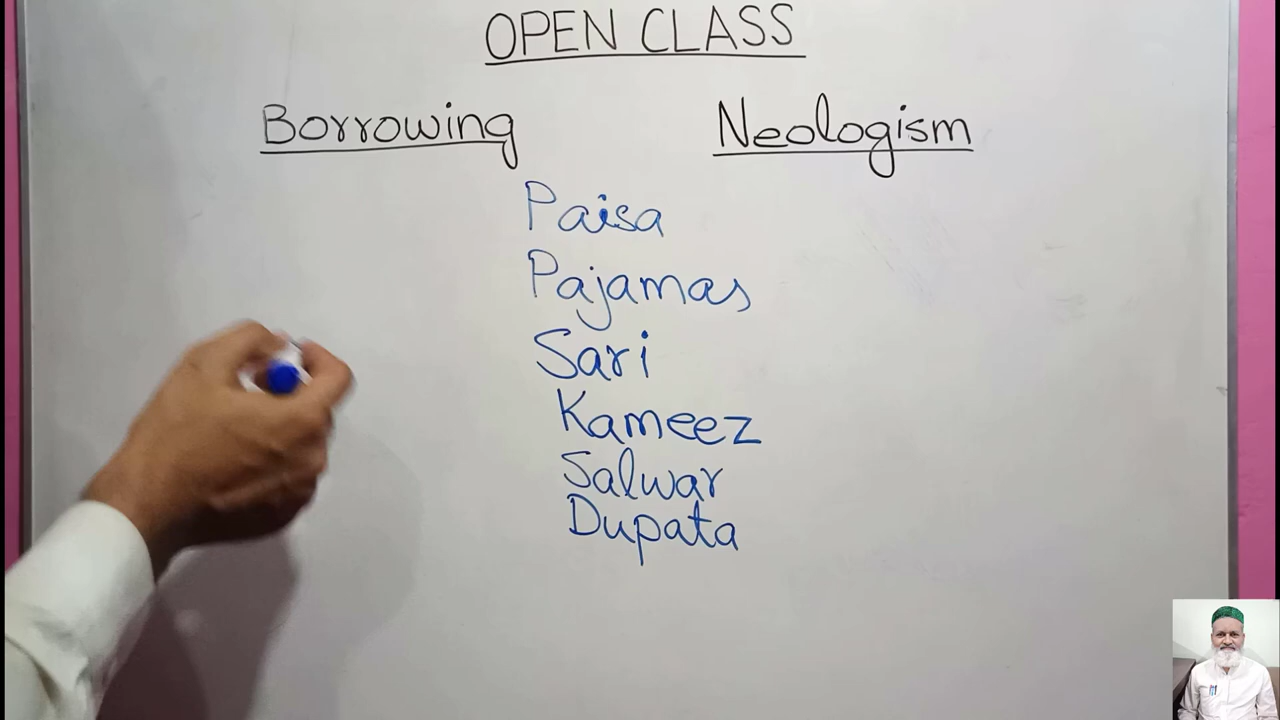 OPEN CLASS
Borrowing Neologism
Paisa
Pajamas
Sari
Kameez
Salwar
Dupata